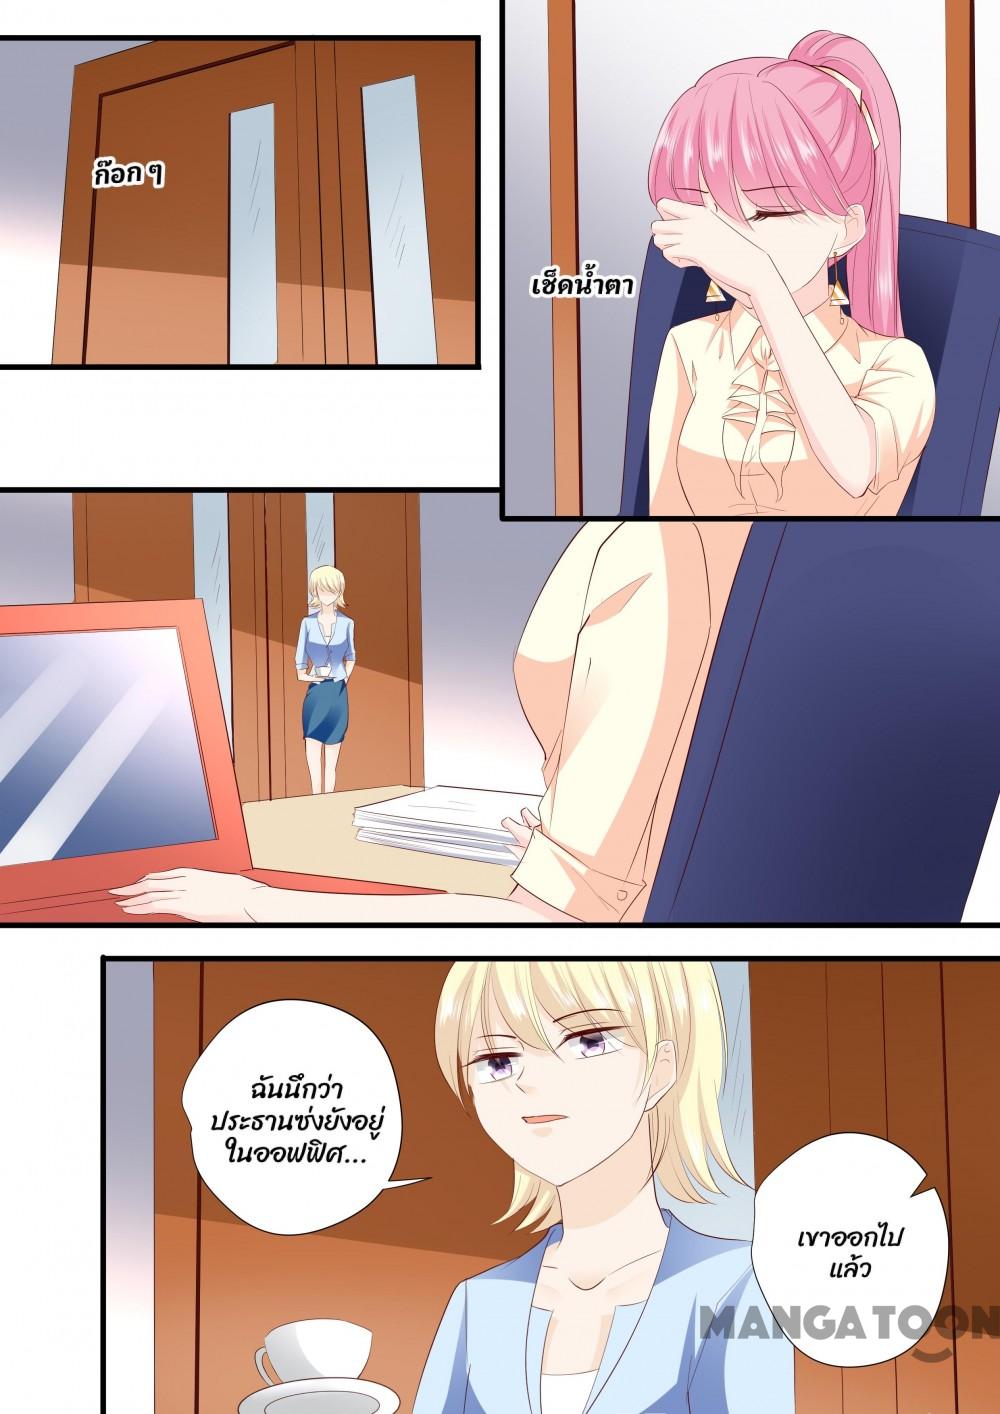 ก๊อก ๆ
เช็ดน้ำตา
ฉันนึกว่า
ประธานซ่งยังอยู่
ในออฟฟิศ...
เขาออกไป
แล้ว
MANGATOON